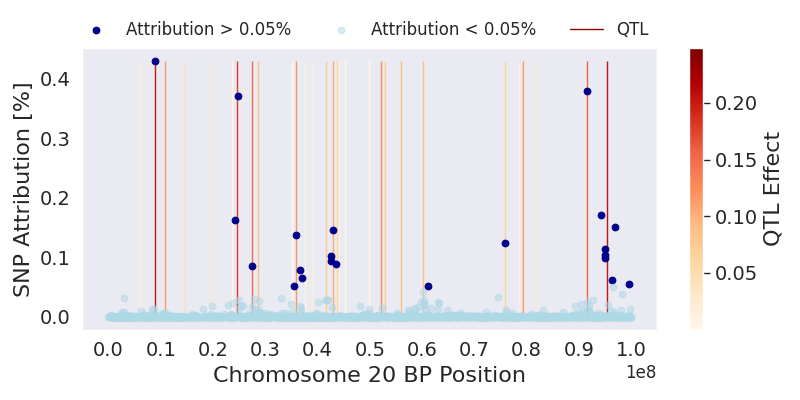 Attribution > 0.05% Attribution < 0.05% QTL
0.4
0.3
0.2
0.1
0.0
SNP Attribution [%]
0.0 0.1 0.2 0.3 0.4 0.5 0.6 0.7 0.8 0.9 1.0
1e8
Chromosome 20 BP Position
0.20
0.15
0.10
0.05
QTL Effect